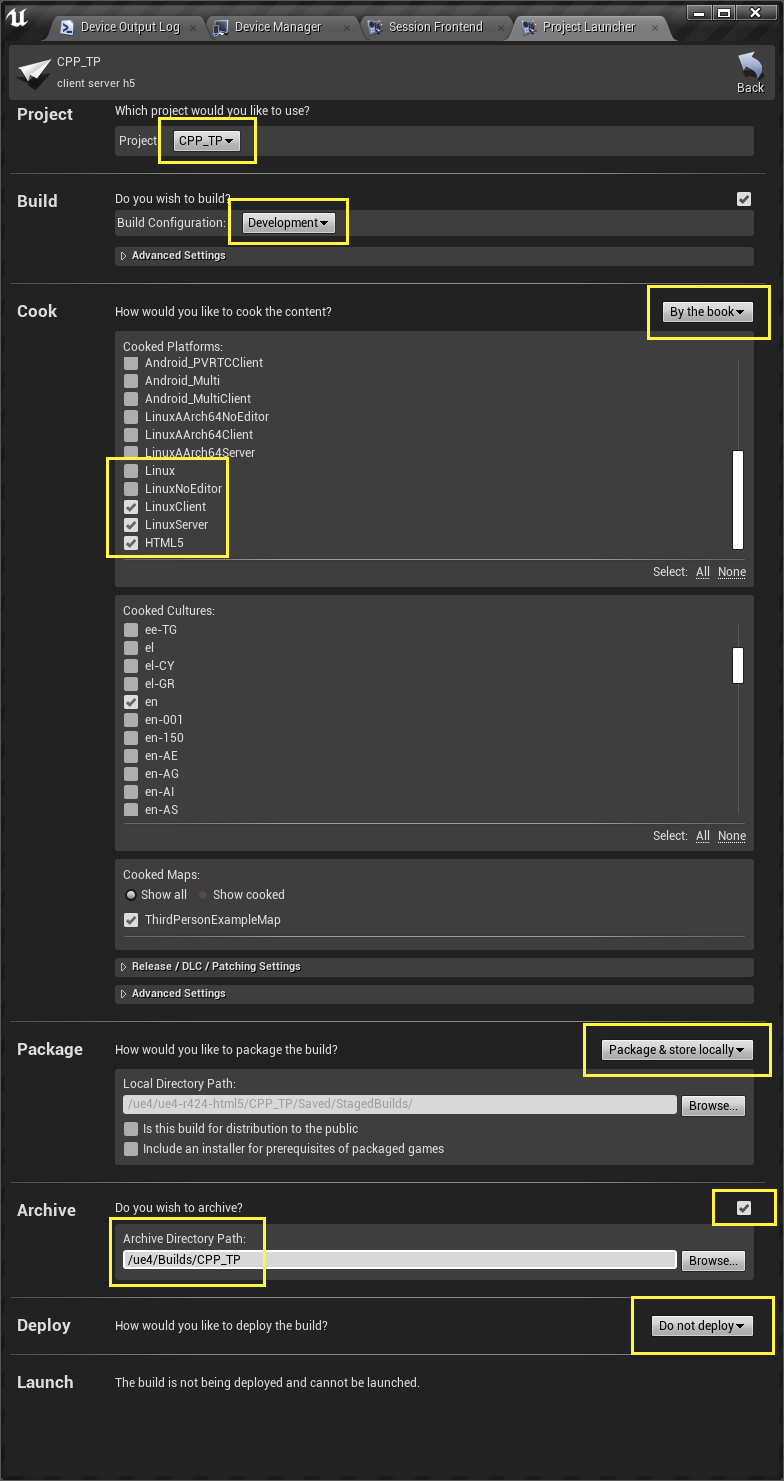 Device Output Log
Device Manager
Session Frontend
Project Launcher
CPP_TP
client server h5
Back
Project
Which project would you like to use?
Project
CPP_TP
Build
Do you wish to build?
Build Configuration:
Development
Advanced Settings
Cook
How would you like to cook the content?
By the book
Cooked Platforms:
Android_PVRTCClient
Android_Multi
Android_MultiClient
LinuxAArch64NoEditor
LinuxAArch64Client
LinuxAArch64Server
Linux
LinuxNoEditor
LinuxClient
LinuxServer
HTML5
Select: All None
Cooked Cultures:
ee-TG
el
el-CY
el-GR
en
en-001
en-150
en-AE
en-AG
en-AI
en-AS
Select: All None
Cooked Maps:
Show all Show cooked
ThirdPersonExampleMap
Release / DLC / Patching Settings
Advanced Settings
Package
How would you like to package the build?
Package & store locally
Local Directory Path:
/ue4/ue4-r424-html5/CPP_TP/Saved/StagedBuilds/
Browse...
Is this build for distribution to the public
Include an installer for prerequisites of packaged games
Archive
Do you wish to archive?
Archive Directory Path:
/ue4/Builds/CPP_TP
Browse...
Deploy
How would you like to deploy the build?
Do not deploy
Launch
The build is not being deployed and cannot be launched.